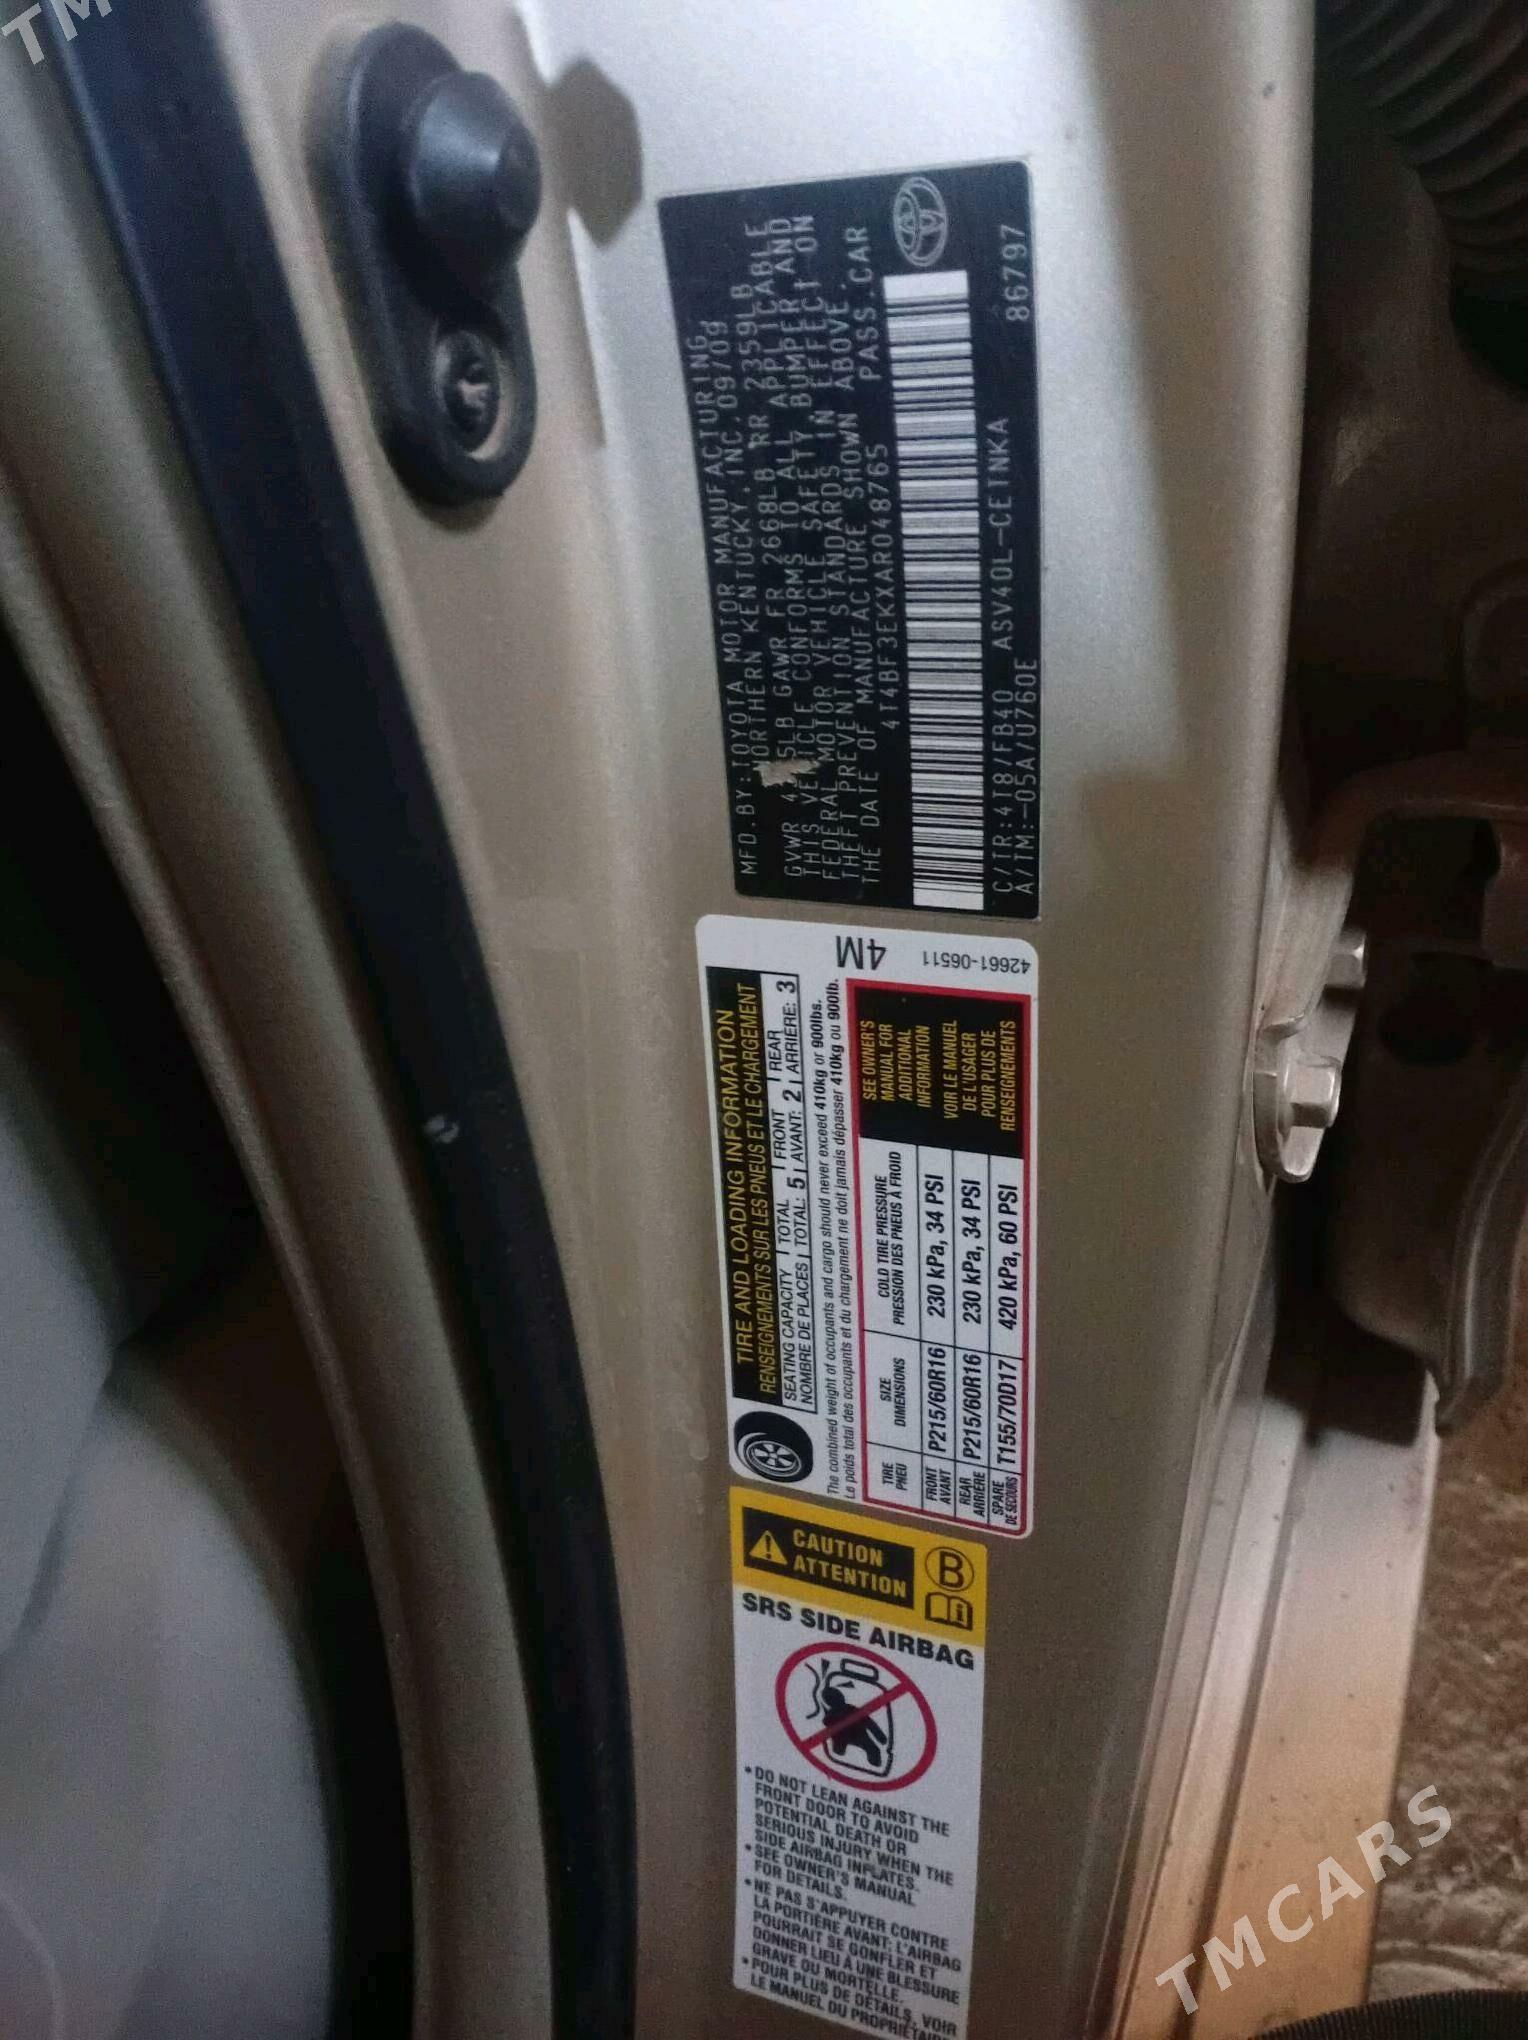 MFD.BY:TOYOTA MOTOR MANUFACTURING
NORTHERN KENTUCKY,INC.09/09
GVWR 5LB GAWR FR 2668LB RR 2359LB
THIS VEHICLE CONFORMS TO ALL APPLICABLE
FEDERAL MOTOR VEHICLE SAFETY,BUMPER,AND
THEFT PREVENTION STANDARDS IN EFFECT ON
THE DATE OF MANUFACTURE SHOWN ABOVE.
4T4BF3EKXAR048765 PASS.CAR
C/TR:4T8/FB40 ASV40L-CETNKA 86797
A/TM:-05A/U760E
4M
42661-06511
TIRE AND LOADING INFORMATION
RENSEIGNEMENTS SUR LES PNEUS ET LE CHARGEMENT
SEATING CAPACITY TOTAL FRONT REAR
NOMBRE DE PLACES TOTAL: 5 AVANT: 2 ARRIÈRE: 3
The combined weight of occupants and cargo should never exceed 410kg or 900lbs.
Le poids total des occupants et du chargement ne doit jamais dépasser 410kg ou 900lb.
TIRE SIZE COLD TIRE PRESSURE
PNEU DIMENSIONS PRESSION DES PNEUS À FROID
FRONT AVANT P215/60R16 230 kPa, 34 PSI
REAR ARRIÈRE P215/60R16 230 kPa, 34 PSI
SPARE DE SECOURS T155/70D17 420 kPa, 60 PSI
SEE OWNER'S
MANUAL FOR
ADDITIONAL
INFORMATION
VOIR LE MANUEL
DE L'USAGER
POUR PLUS DE
RENSEIGNEMENTS
CAUTION
ATTENTION
B
SRS SIDE AIRBAG
•DO NOT LEAN AGAINST THE
FRONT DOOR TO AVOID
POTENTIAL DEATH OR
SERIOUS INJURY WHEN THE
SIDE AIRBAG INFLATES.
•SEE OWNER'S MANUAL
FOR DETAILS.
•NE PAS S'APPUYER CONTRE
LA PORTIÈRE AVANT; L'AIRBAG
POURRAIT SE GONFLER ET
DONNER LIEU À UNE BLESSURE
GRAVE OU MORTELLE.
•POUR PLUS DE DÉTAILS, VOIR
LE MANUEL DU PROPRIÉTAIRE
TMCARS
TM